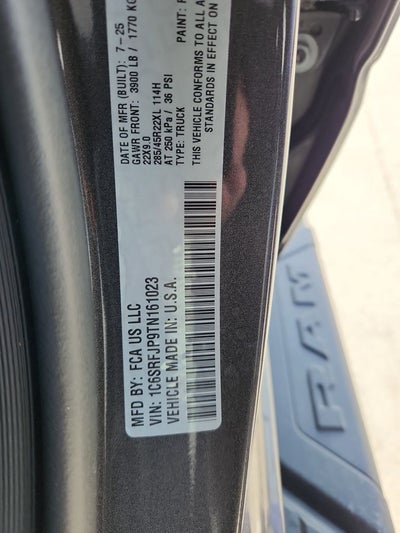 MFD BY: FCA US LLC
DATE OF MFR (BUILT): 7-25
GAWR FRONT: 3900 LB / 1770 KG
22X9.0
285/45R22XL 114H
AT 250 kPa / 36 PSI
TYPE: TRUCK
PAINT:
THIS VEHICLE CONFORMS TO ALL
STANDARDS IN EFFECT
VIN: 1C6SRFJP9TN161023
VEHICLE MADE IN: U.S.A.
RAM